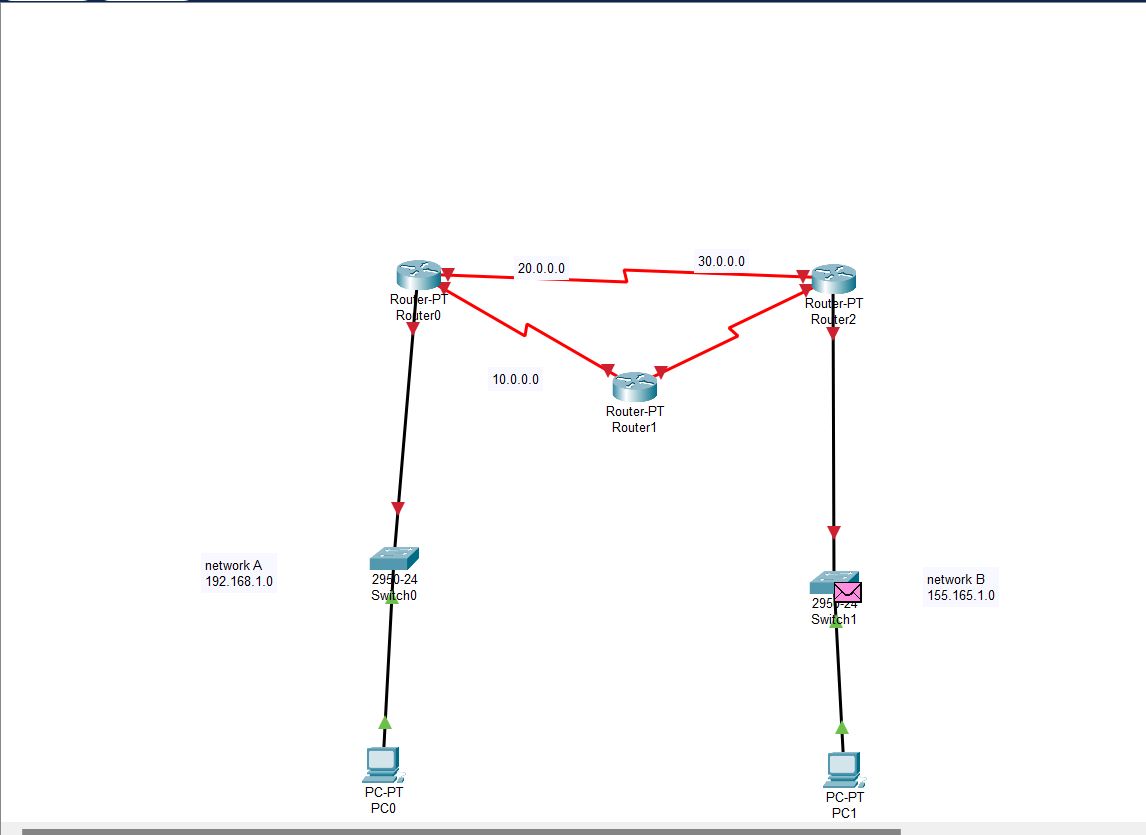 20.0.0.0
30.0.0.0
Router-PT
Router0
Router-PT
Router2
10.0.0.0
Router-PT
Router1
network A
192.168.1.0
2950-24
Switch0
2950-24
Switch1
network B
155.165.1.0
PC-PT
PC0
PC-PT
PC1